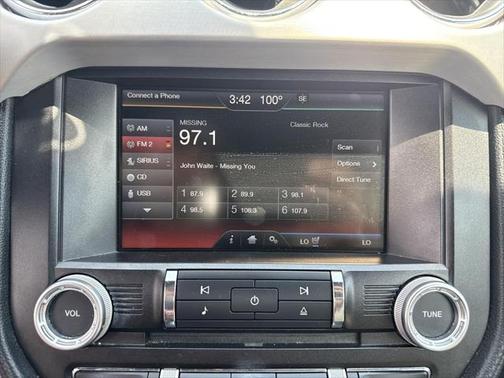 Connect a Phone 3:42 100° SE
AM
FM 2
SIRIUS
CD
USB
MISSING
97.1
Classic Rock
John Waite - Missing You
Scan
Options >
Direct Tune
1 87.9 2 89.9 3 98.1
4 98.5 5 106.3 6 107.9
i LO LO
VOL
TUNE